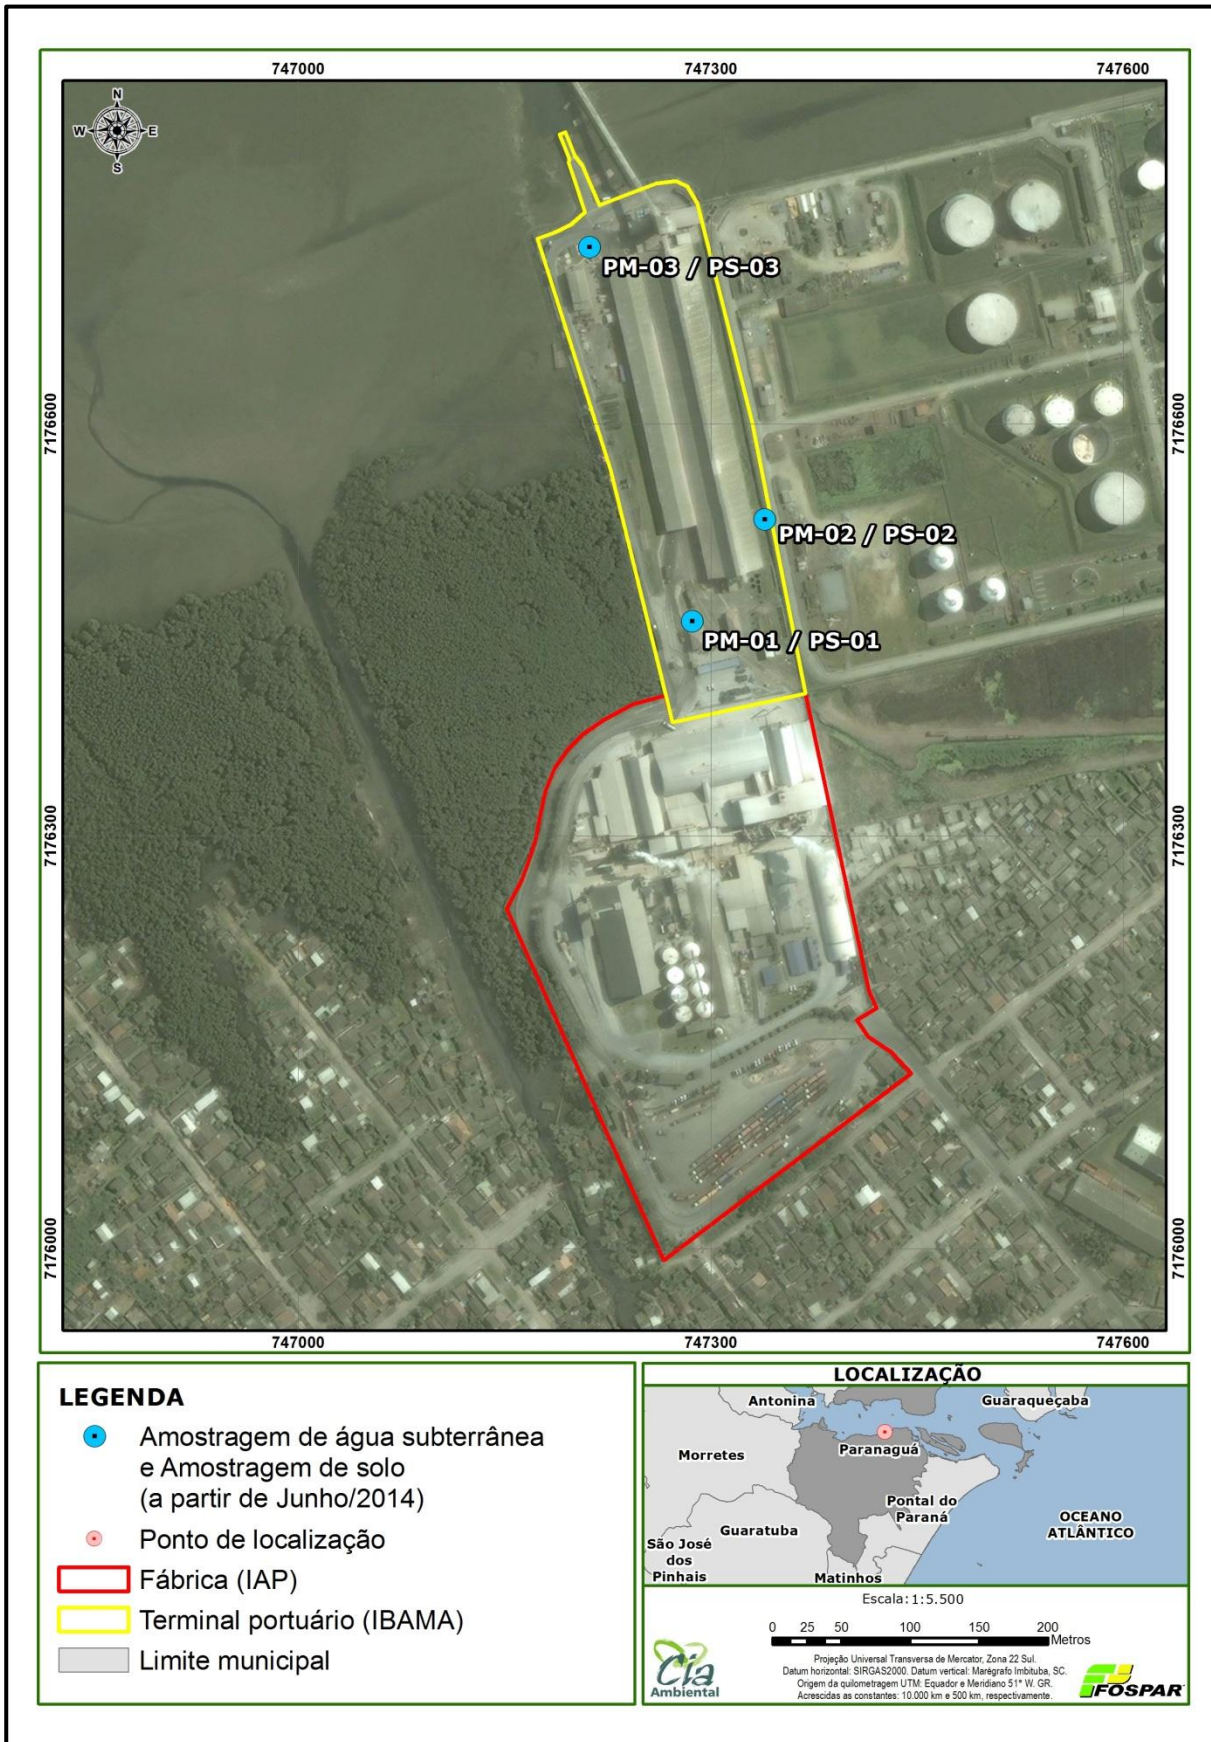 747000 747300 747600
N
W E
S
PM-03 / PS-03
7176600 7176600
PM-02 / PS-02
PM-01 / PS-01
7176300 7176300
7176000 7176000
747000 747300 747600
LEGENDA
Amostragem de água subterrânea
e Amostragem de solo
(a partir de Junho/2014)
Ponto de localização
Fábrica (IAP)
Terminal portuário (IBAMA)
Limite municipal
LOCALIZAÇÃO
Antonina
Guaraqueçaba
Morretes
Paranaguá
Pontal do
Paraná
Guaratuba
OCEANO
ATLÂNTICO
São José
dos
Pinhais
Matinhos
Escala: 1:5.500
0 25 50 100 150 200
Metros
Projeção Universal Transversa de Mercator, Zona 22 Sul.
Datum horizontal: SIRGAS2000. Datum vertical: Marégrafo Imbituba, SC.
Origem da quilometragem UTM: Equador e Meridiano 51° W. GR.
Acrescidas as constantes: 10.000 km e 500 km, respectivamente.
Cia
Ambiental
FOSPAR